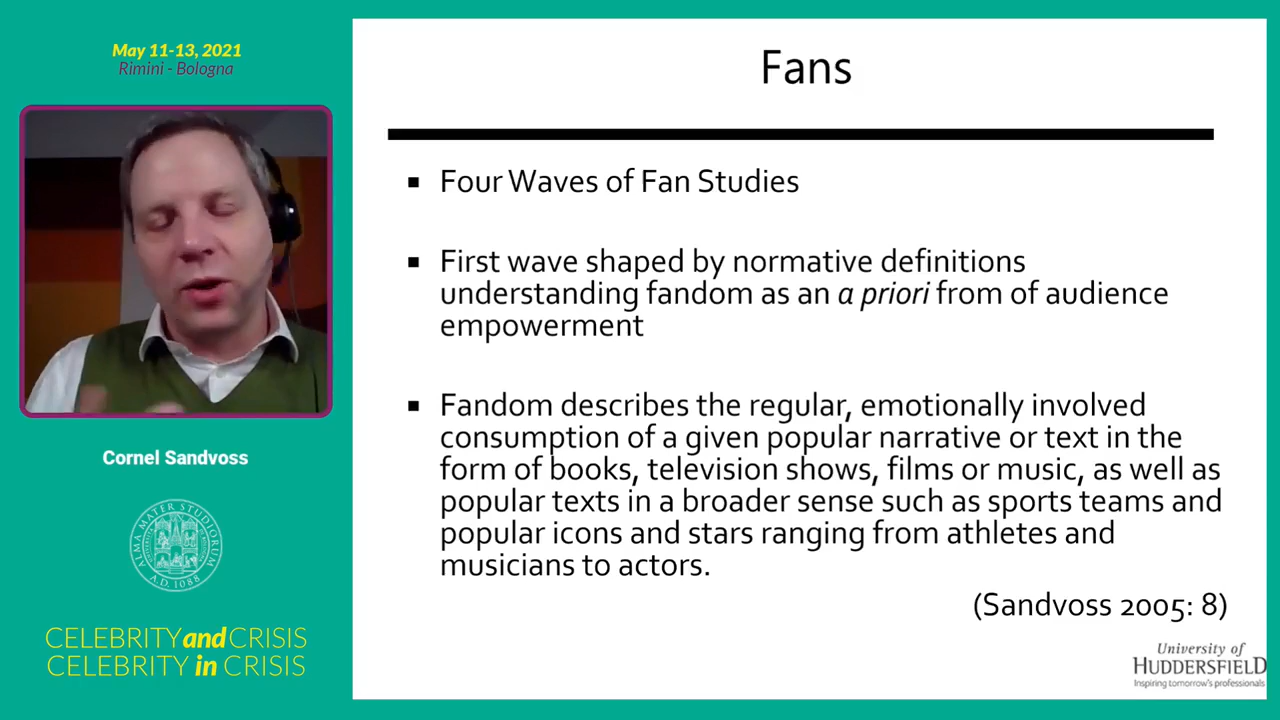 May 11-13, 2021
Rimini - Bologna
Cornel Sandvoss
ALMA MATER STUDIORUM
A.D. 1088
CELEBRITY and CRISIS
CELEBRITY in CRISIS
Fans
▪ Four Waves of Fan Studies
▪ First wave shaped by normative definitions
understanding fandom as an a priori from of audience
empowerment
▪ Fandom describes the regular, emotionally involved
consumption of a given popular narrative or text in the
form of books, television shows, films or music, as well as
popular texts in a broader sense such as sports teams and
popular icons and stars ranging from athletes and
musicians to actors.
(Sandvoss 2005: 8)
University of
HUDDERSFIELD
Inspiring tomorrow's professionals